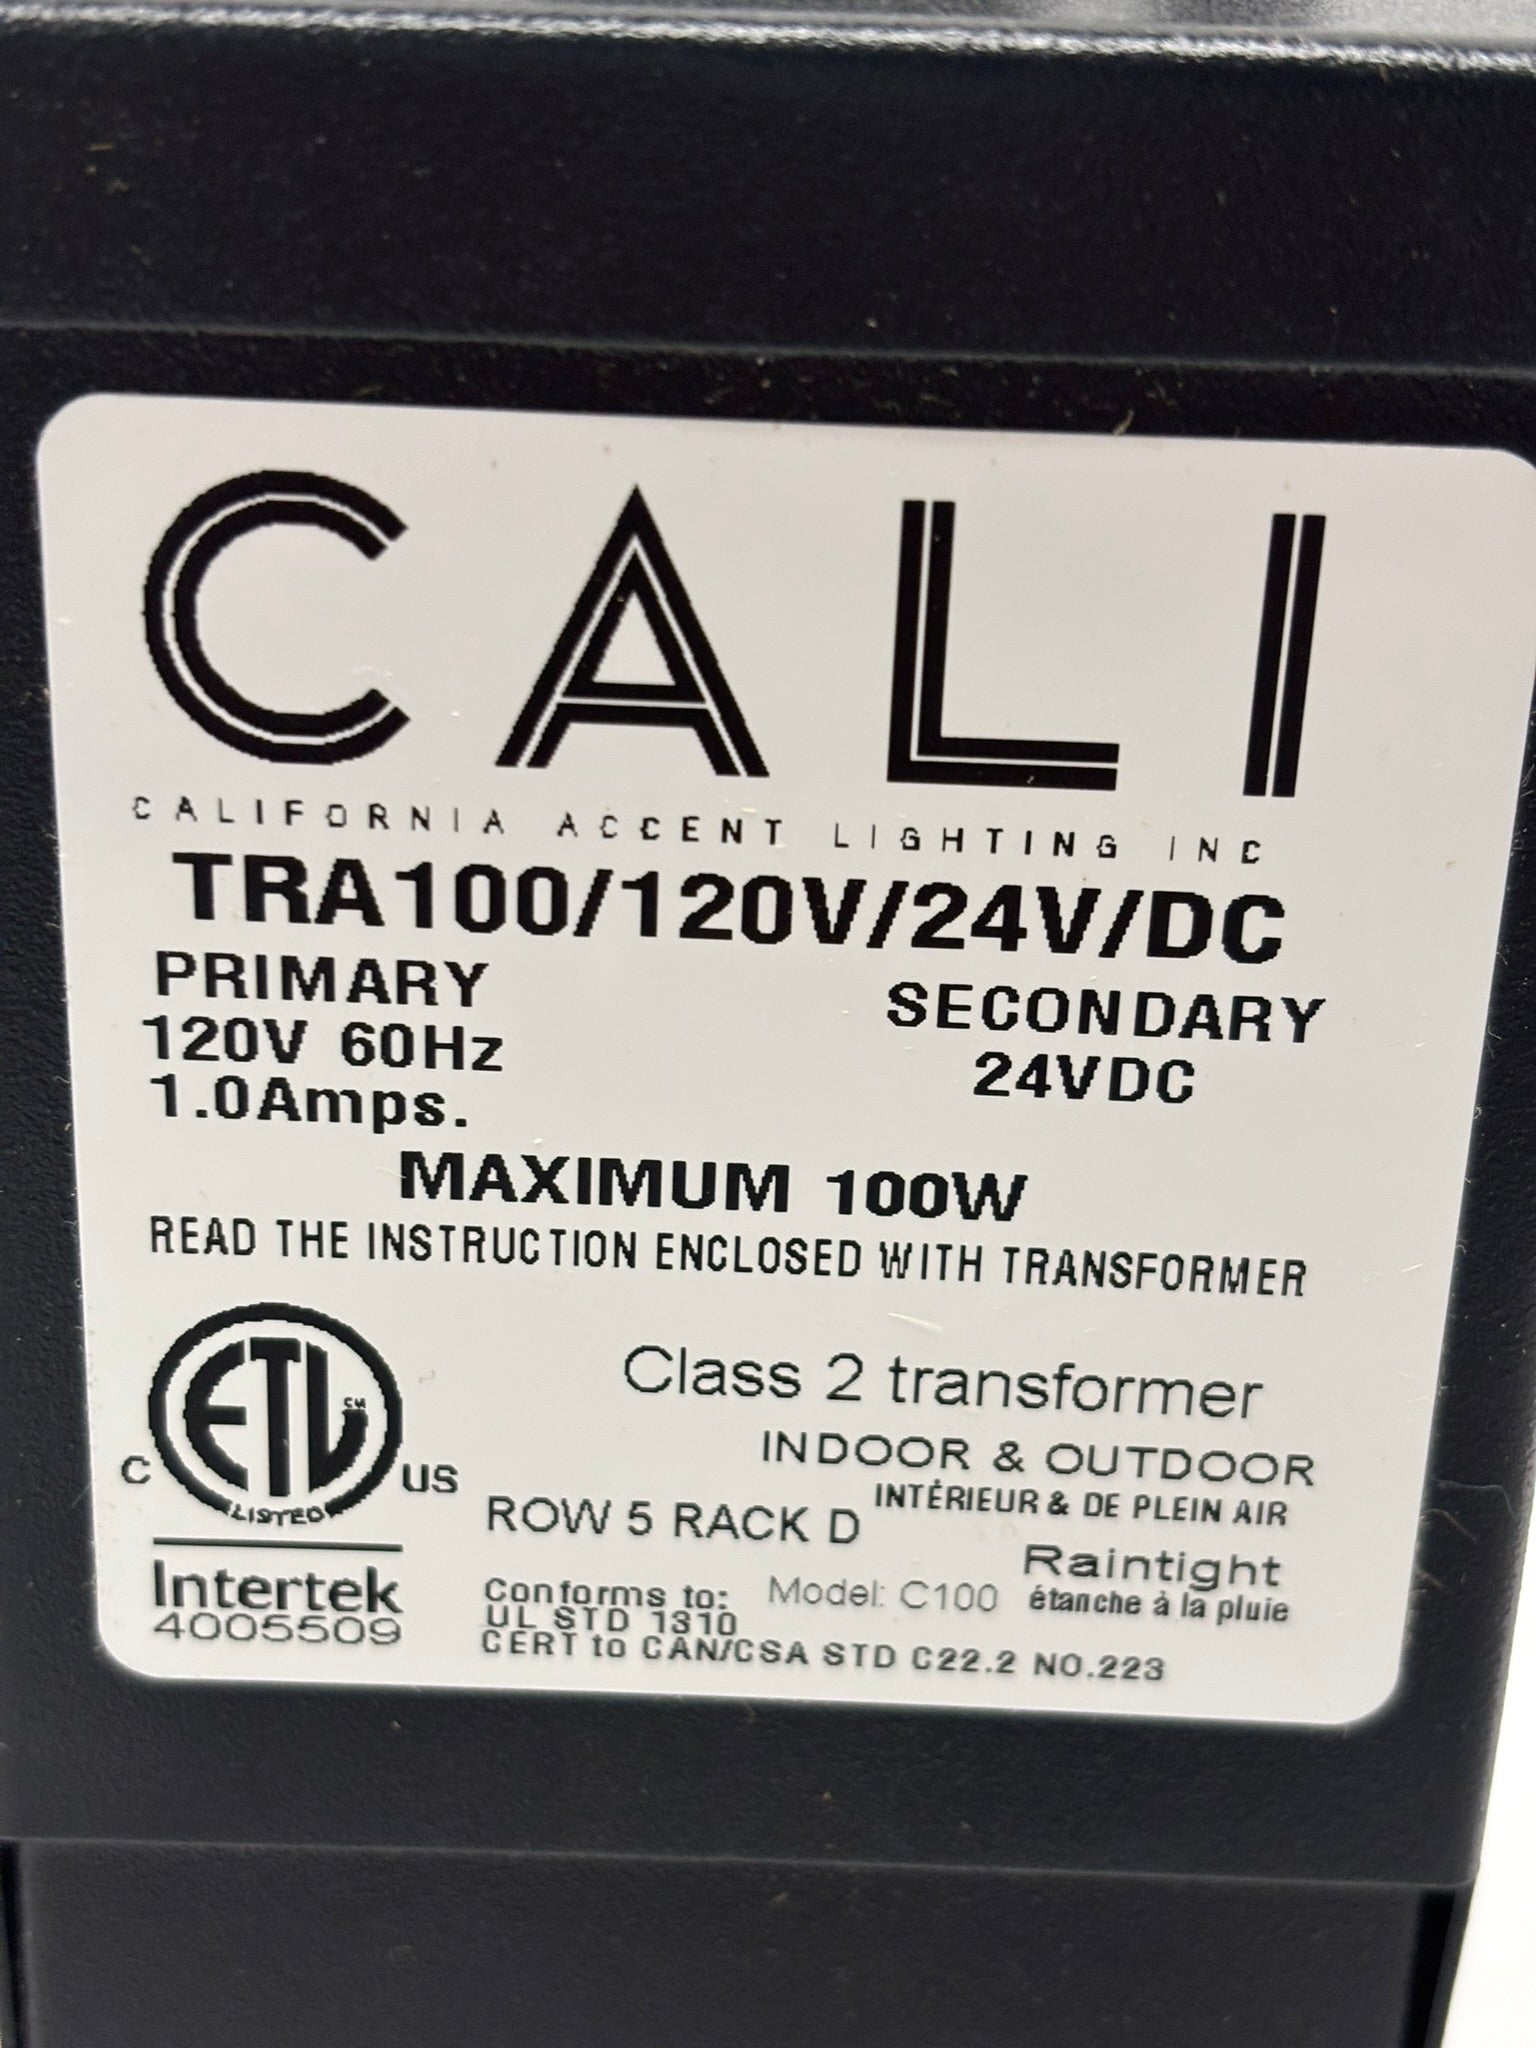 CALI
CALIFORNIA ACCENT LIGHTING INC
TRA100/120V/24V/DC
PRIMARY
120V 60Hz
1.0Amps.
SECONDARY
24VDC
MAXIMUM 100W
READ THE INSTRUCTION ENCLOSED WITH TRANSFORMER
C ETL CM US
LISTED
Intertek
4005509
Class 2 transformer
INDOOR & OUTDOOR
INTÉRIEUR & DE PLEIN AIR
ROW 5 RACK D
Raintight
étanche à la pluie
Conforms to: Model: C100
UL STD 1310
CERT to CAN/CSA STD C22.2 NO.223